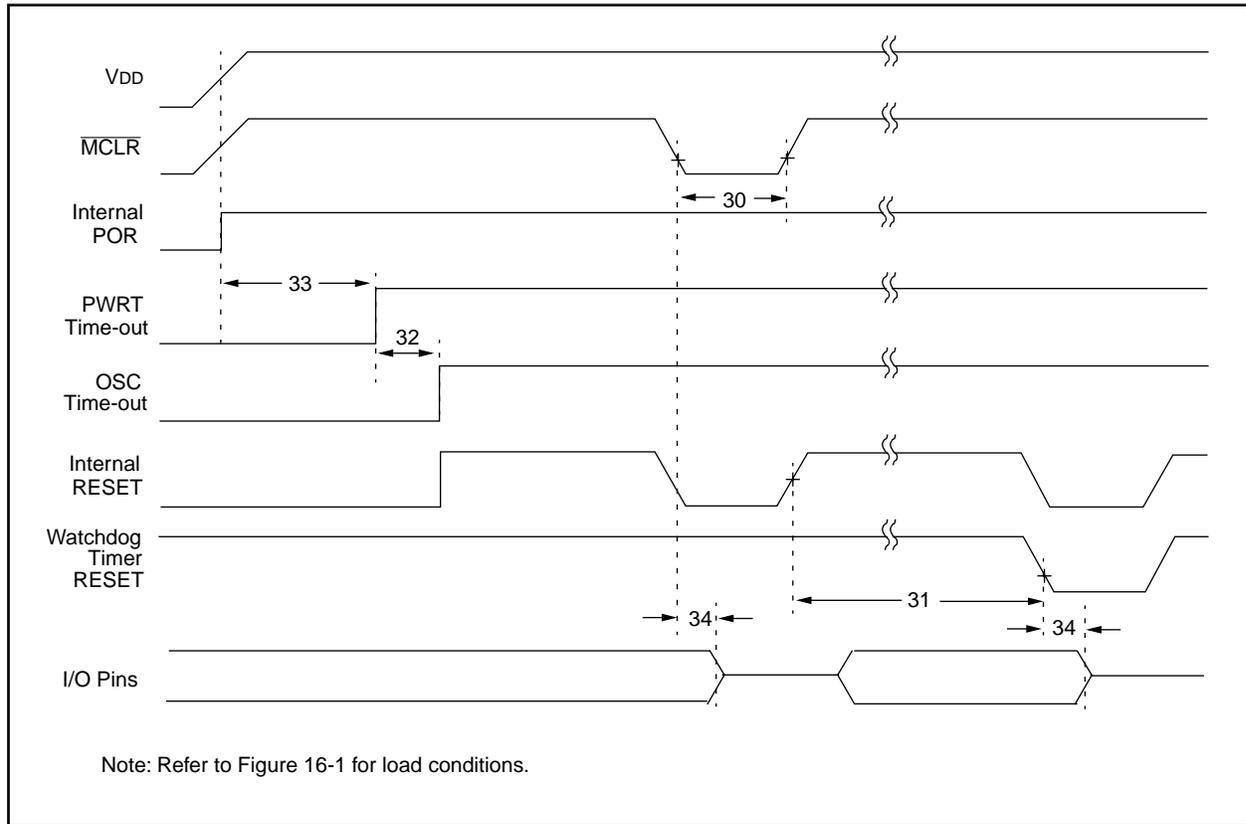 VDD
MCLR
Internal
POR
PWRT
Time-out
OSC
Time-out
Internal
RESET
Watchdog
Timer
RESET
I/O Pins
30
33
32
31
34
34
Note: Refer to Figure 16-1 for load conditions.